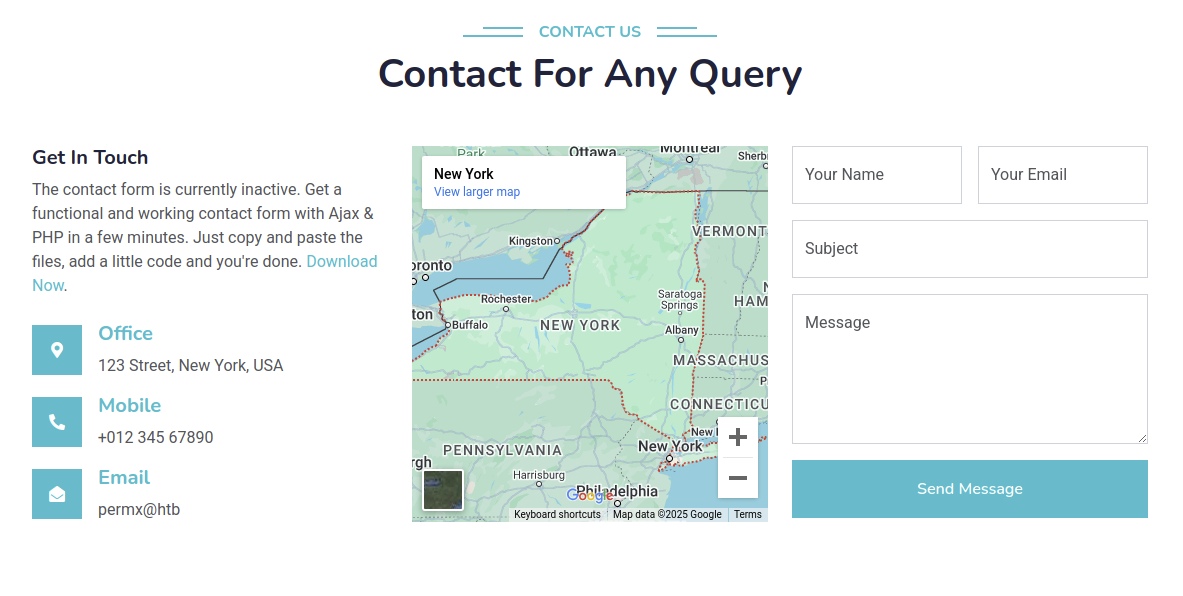 CONTACT US
Contact For Any Query
Get In Touch
The contact form is currently inactive. Get a
functional and working contact form with Ajax &
PHP in a few minutes. Just copy and paste the
files, add a little code and you're done. Download
Now.
Office
123 Street, New York, USA
Mobile
+012 345 67890
Email
permx@htb
Park
Ottawa
Montreal
Sherb
New York
View larger map
VERMONT
Kingston
oronto
Rochester
Saratoga
Springs
HAM
ton
Buffalo
NEW YORK
Albany
MASSACHUS
CONNECTICU
New
PENNSYLVANIA
New York
rgh
Harrisburg
Philadelphia
Google
Keyboard shortcuts
Map data ©2025 Google
Terms
Your Name
Your Email
Subject
Message
Send Message